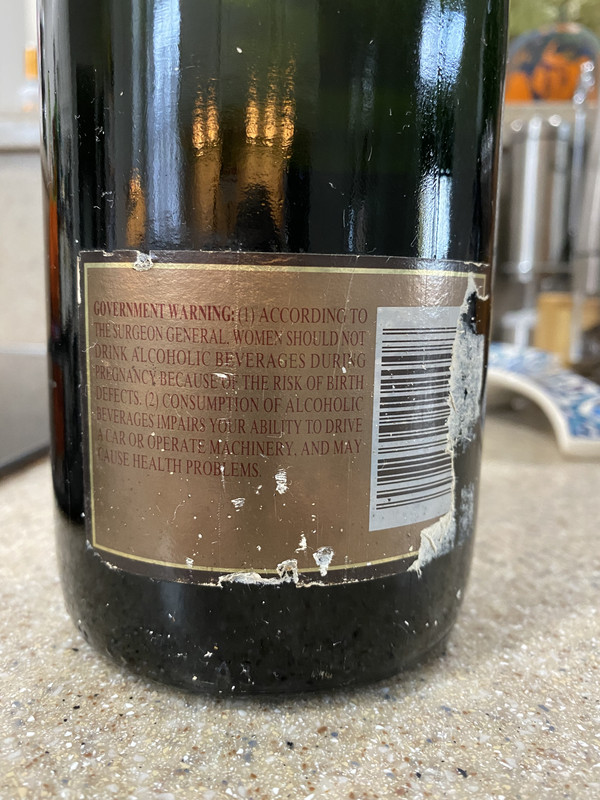 GOVERNMENT WARNING: (1) ACCORDING TO
THE SURGEON GENERAL, WOMEN SHOULD NOT
DRINK ALCOHOLIC BEVERAGES DURING
PREGNANCY BECAUSE OF THE RISK OF BIRTH
DEFECTS. (2) CONSUMPTION OF ALCOHOLIC
BEVERAGES IMPAIRS YOUR ABILITY TO DRIVE
A CAR OR OPERATE MACHINERY, AND MAY
CAUSE HEALTH PROBLEMS.